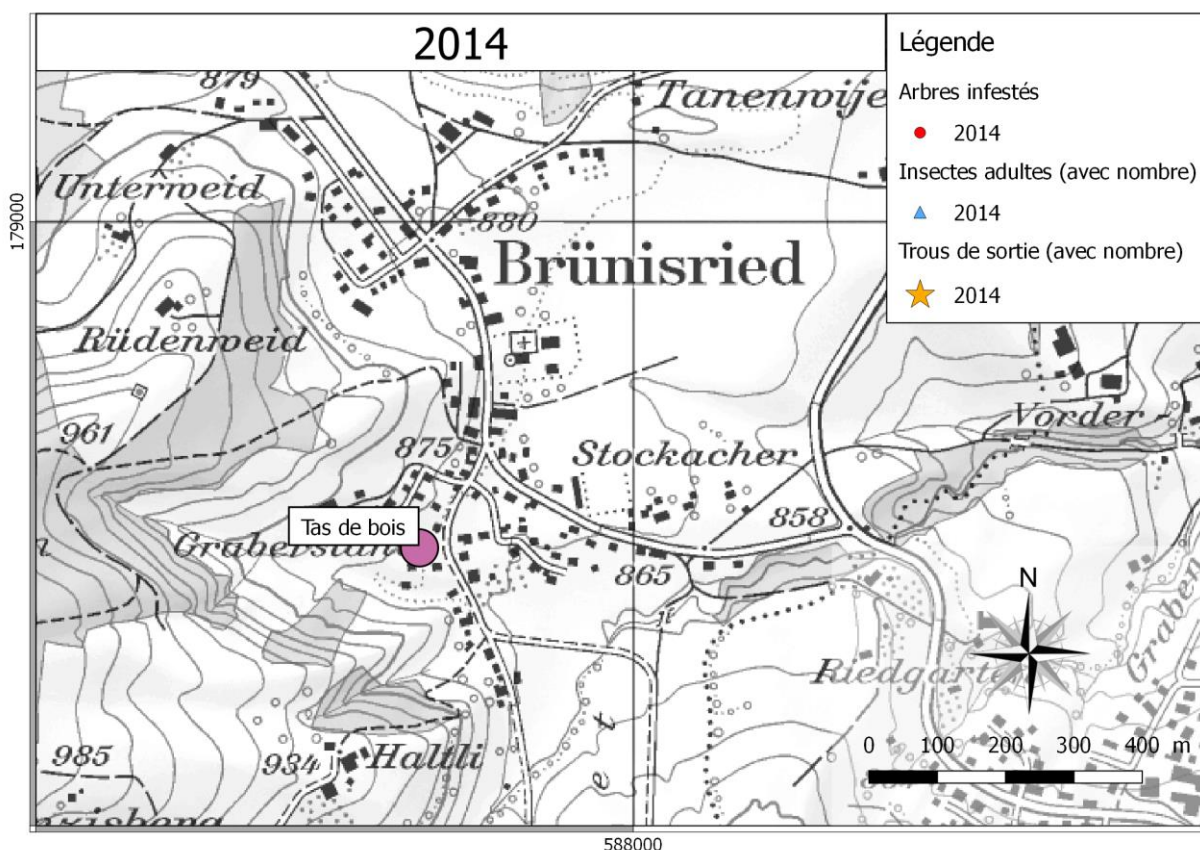 2014
Légende
Arbres infestés
2014
Insectes adultes (avec nombre)
2014
Trous de sortie (avec nombre)
2014
879
Tanenwije
Unterweid
179000
880
Brünisried
Rüdenweid
961
875
Stockacher
Vorder-
Tas de bois
858
865
N
Riedgarte
Graben
0 100 200 300 400 m
985
934
Haltli
588000